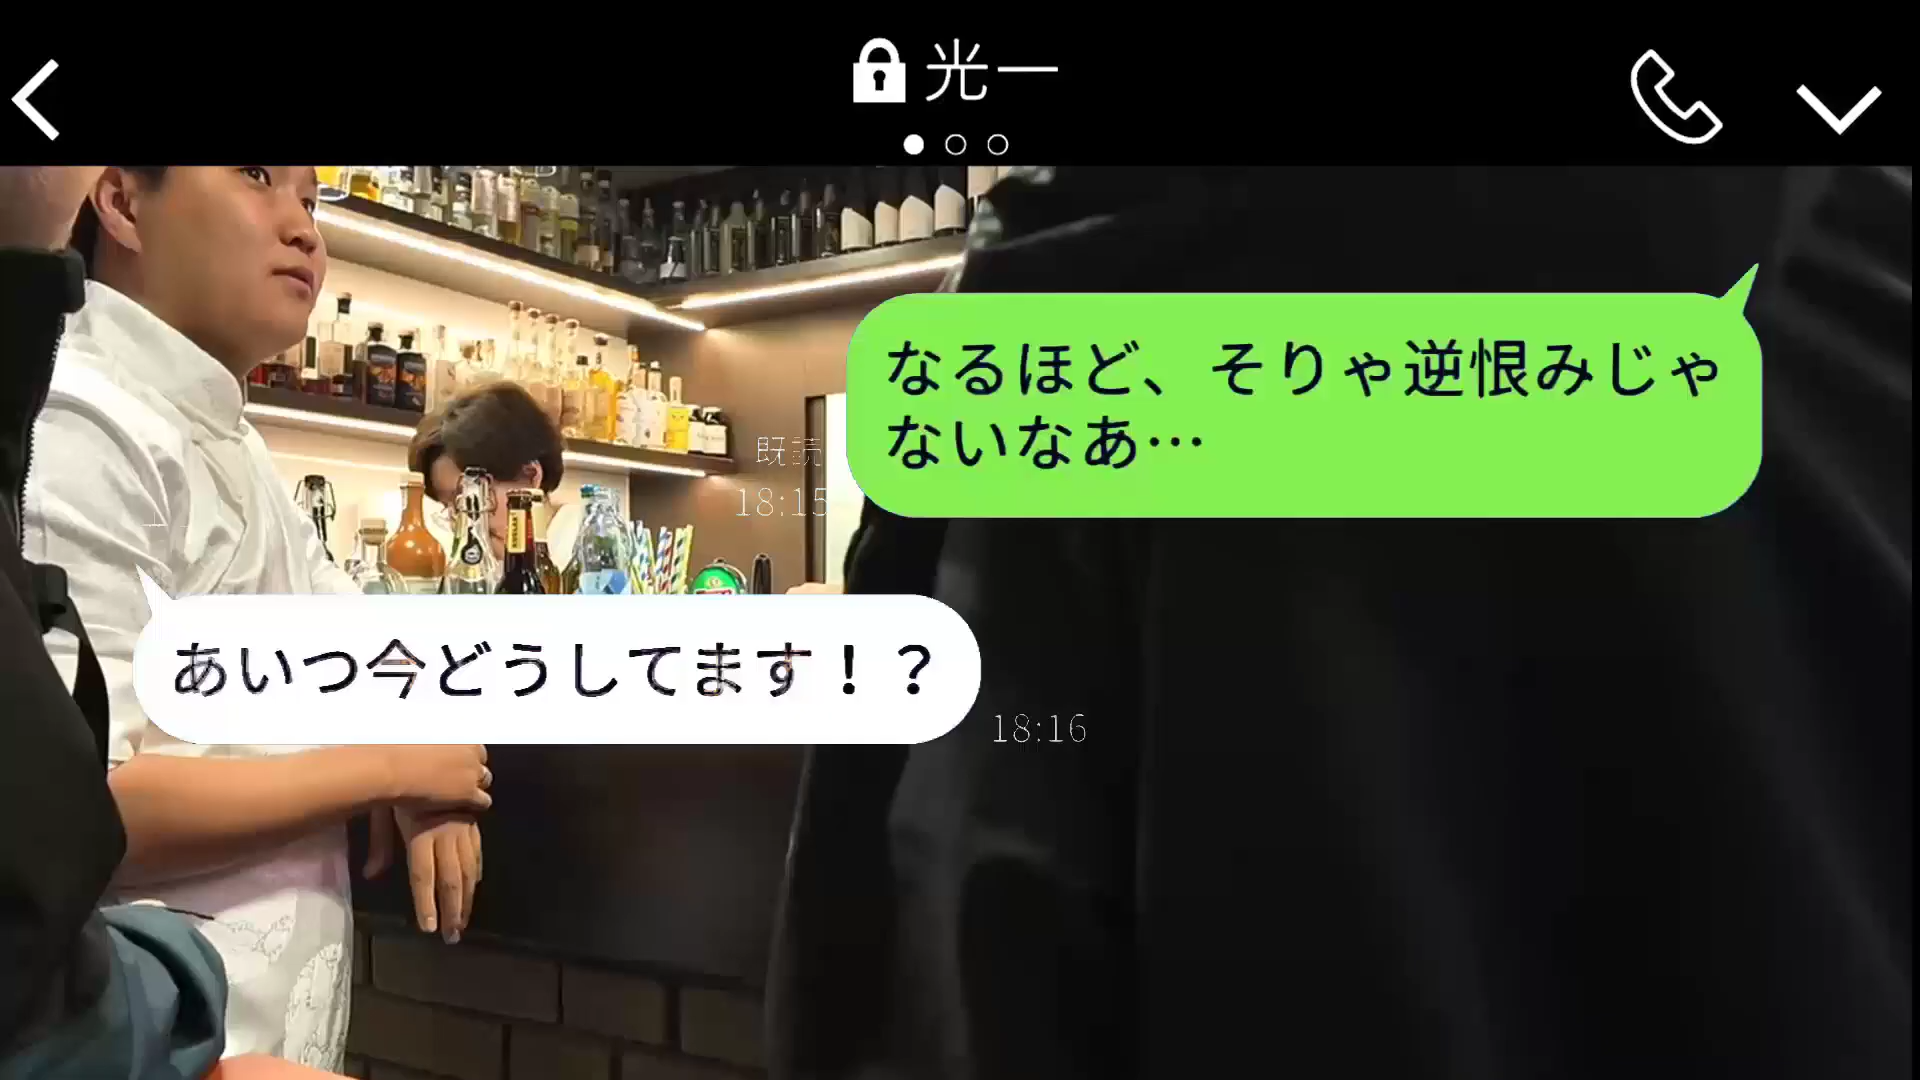 光一
なるほど、そりゃ逆恨みじゃ
ないなあ…
既読
18:15
あいつ今どうしてます！？
18:16